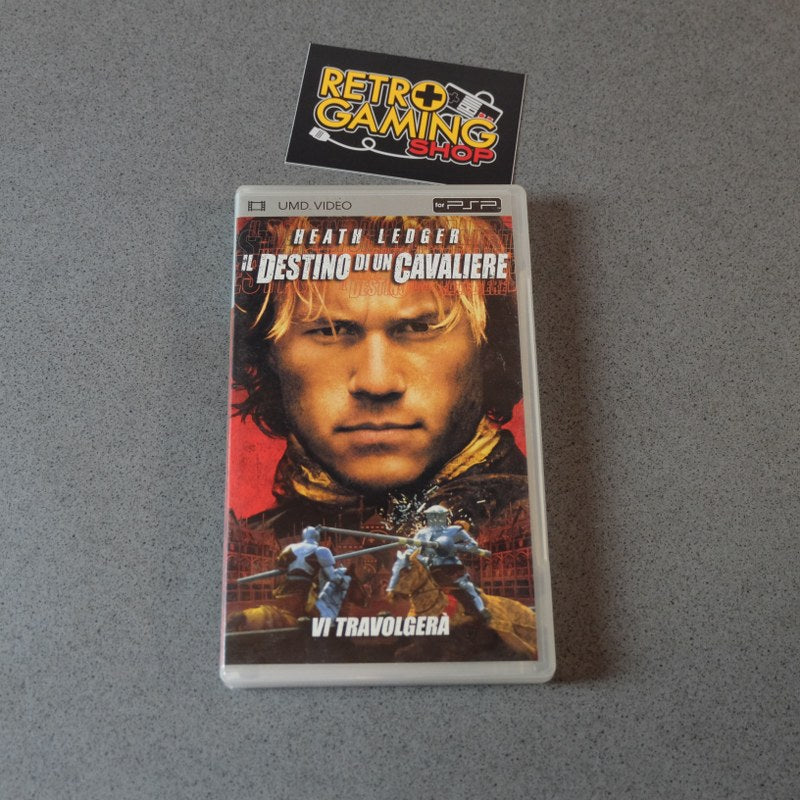 RETRO
GAMING
SHOP
UMD. VIDEO
for PSP
HEATH LEDGER
IL DESTINO DI UN CAVALIERE
VI TRAVOLGERÀ